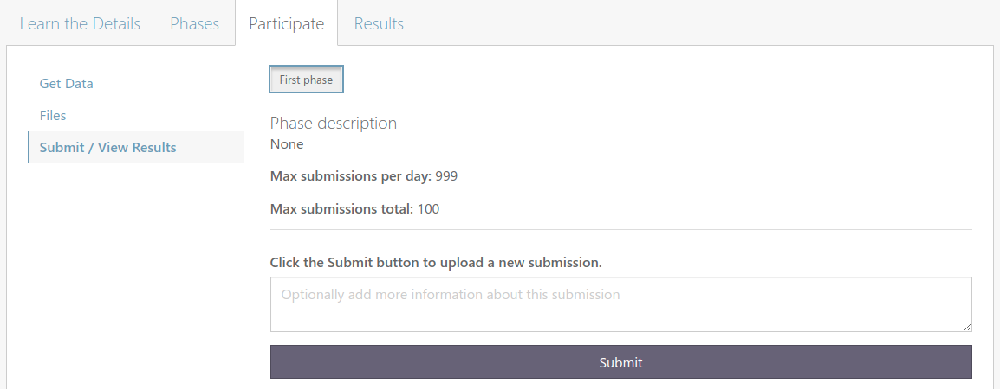 Learn the Details Phases Participate Results
Get Data
Files
Submit / View Results
First phase
Phase description
None
Max submissions per day: 999
Max submissions total: 100
Click the Submit button to upload a new submission.
Optionally add more information about this submission
Submit